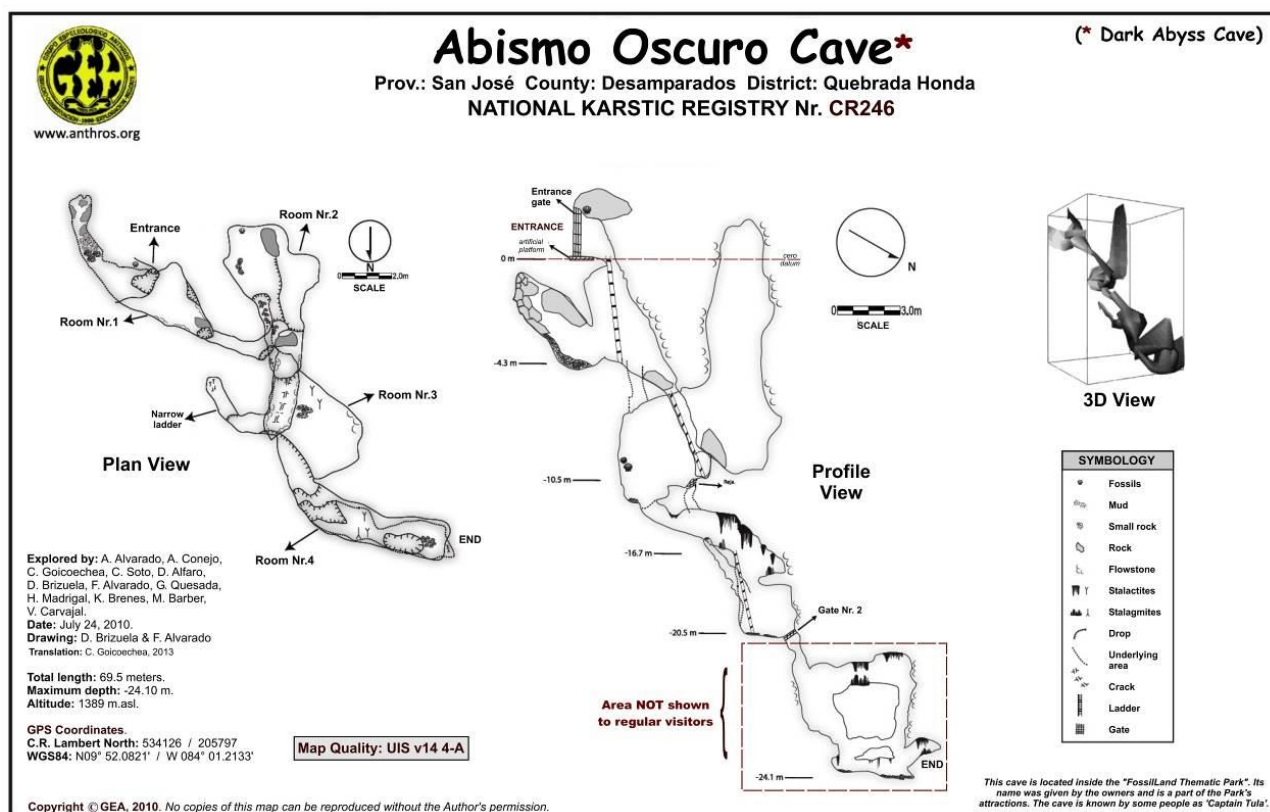 Abismo Oscuro Cave*
(* Dark Abyss Cave)
Prov.: San José County: Desamparados District: Quebrada Honda
NATIONAL KARSTIC REGISTRY Nr. CR246
GEA
www.anthros.org
Entrance
Room Nr.2
N
0 2.0m
SCALE
Room Nr.1
Room Nr.3
Narrow
ladder
Plan View
END
Room Nr.4
Entrance
gate
ENTRANCE
artificial
platform
0 m
cero
datum
N
0 3.0m
SCALE
-4.3 m
-10.5 m
Profile
View
-16.7 m
Gate Nr. 2
-20.5 m
Area NOT shown
to regular visitors
END
-24.1 m
3D View
SYMBOLOGY
Fossils
Mud
Small rock
Rock
Flowstone
Stalactites
Stalagmites
Drop
Underlying
area
Crack
Ladder
Gate
Explored by: A. Alvarado, A. Conejo,
C. Goicoechea, C. Soto, D. Alfaro,
D. Brizuela, F. Alvarado, G. Quesada,
H. Madrigal, K. Brenes, M. Barber,
V. Carvajal.
Date: July 24, 2010.
Drawing: D. Brizuela & F. Alvarado
Translation: C. Goicoechea, 2013
Total length: 69.5 meters.
Maximum depth: -24.10 m.
Altitude: 1389 m.asl.
GPS Coordinates.
C.R. Lambert North: 534126 / 205797
WGS84: N09° 52.0821' / W 084° 01.2133'
Map Quality: UIS v14 4-A
Copyright © GEA, 2010. No copies of this map can be reproduced without the Author's permission.
This cave is located inside the "FossilLand Thematic Park". Its
name was given by the owners and is a part of the Park's
attractions. The cave is known by some people as 'Captain Tula'.